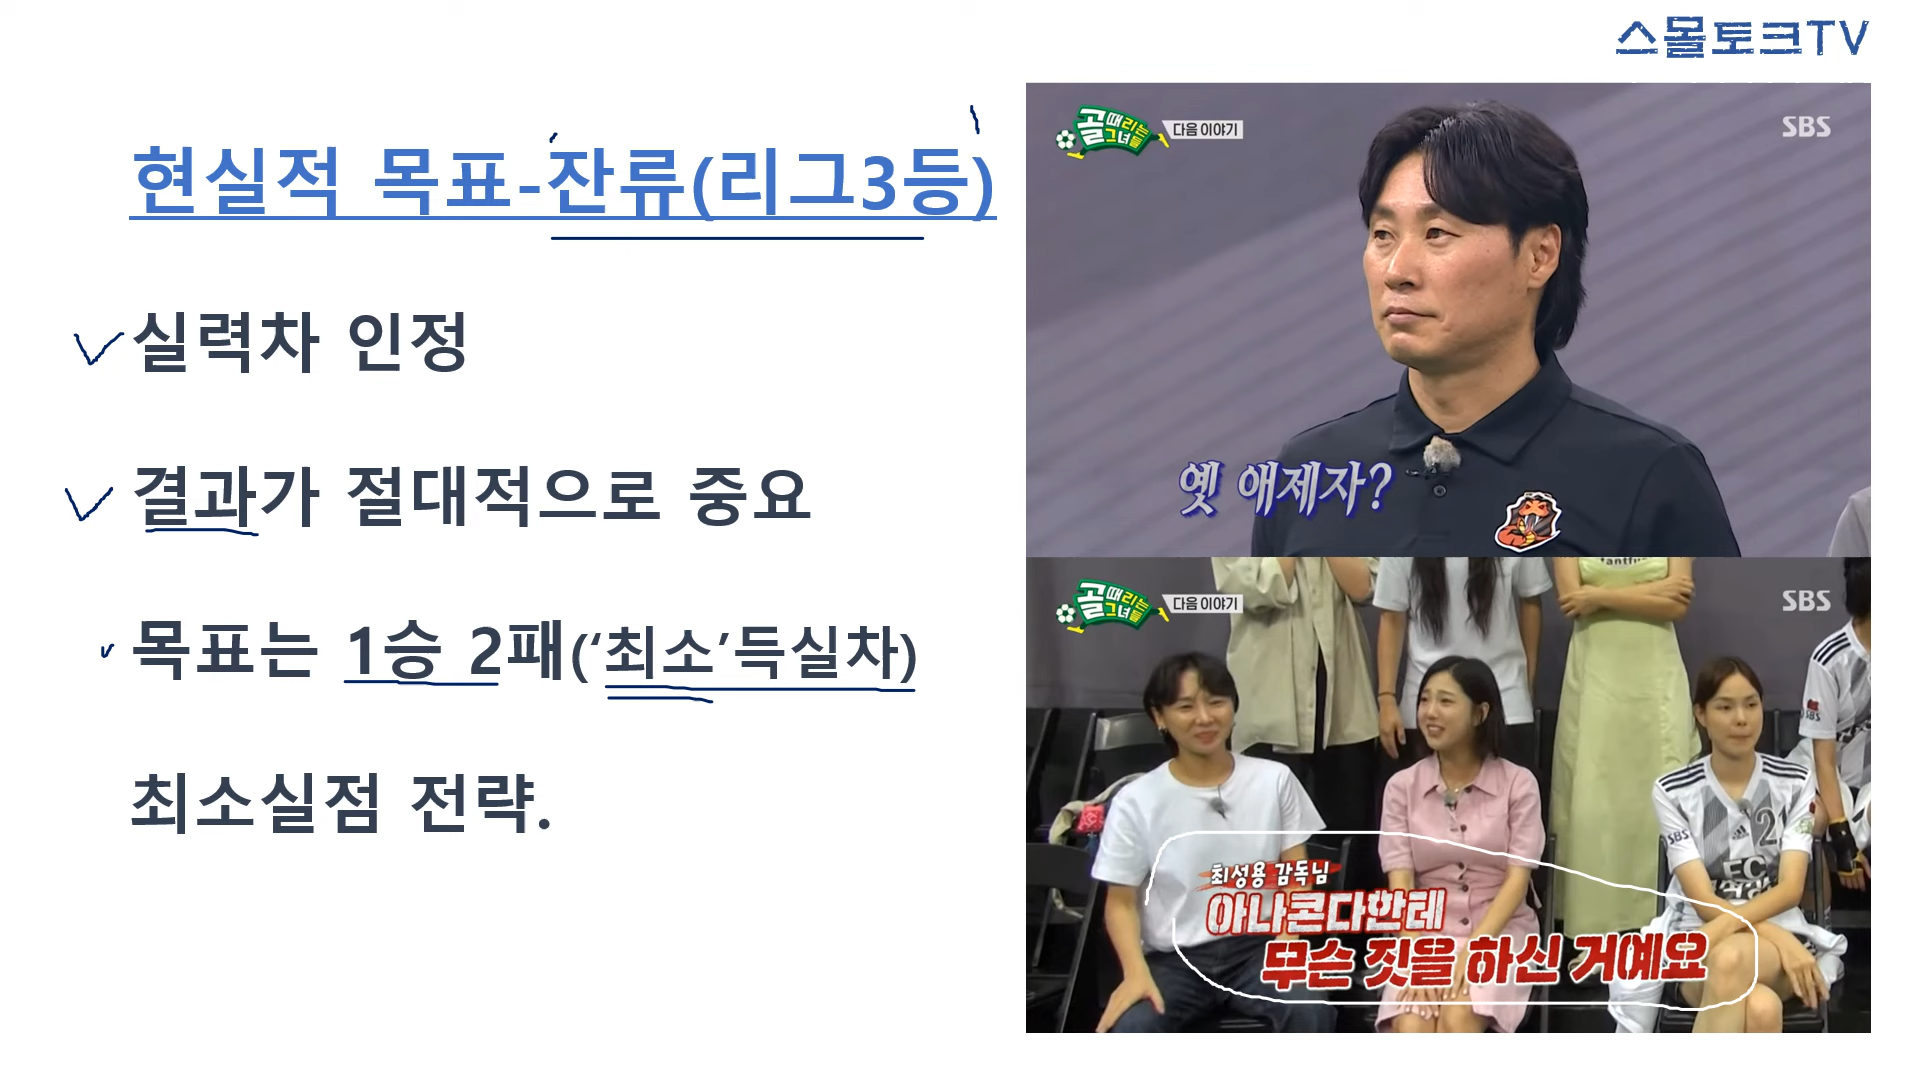 스몰토크TV
현실적 목표-잔류(리그3등)
실력차 인정
결과가 절대적으로 중요
목표는 1승 2패(‘최소’득실차)
최소실점 전략.
골때리는
그녀들
다음 이야기
SBS
옛 애제자?
골때리는
그녀들
다음 이야기
SBS
SBS
SBS
21
FC
최성용 감독님
아나콘다한테
무슨 짓을 하신 거예요